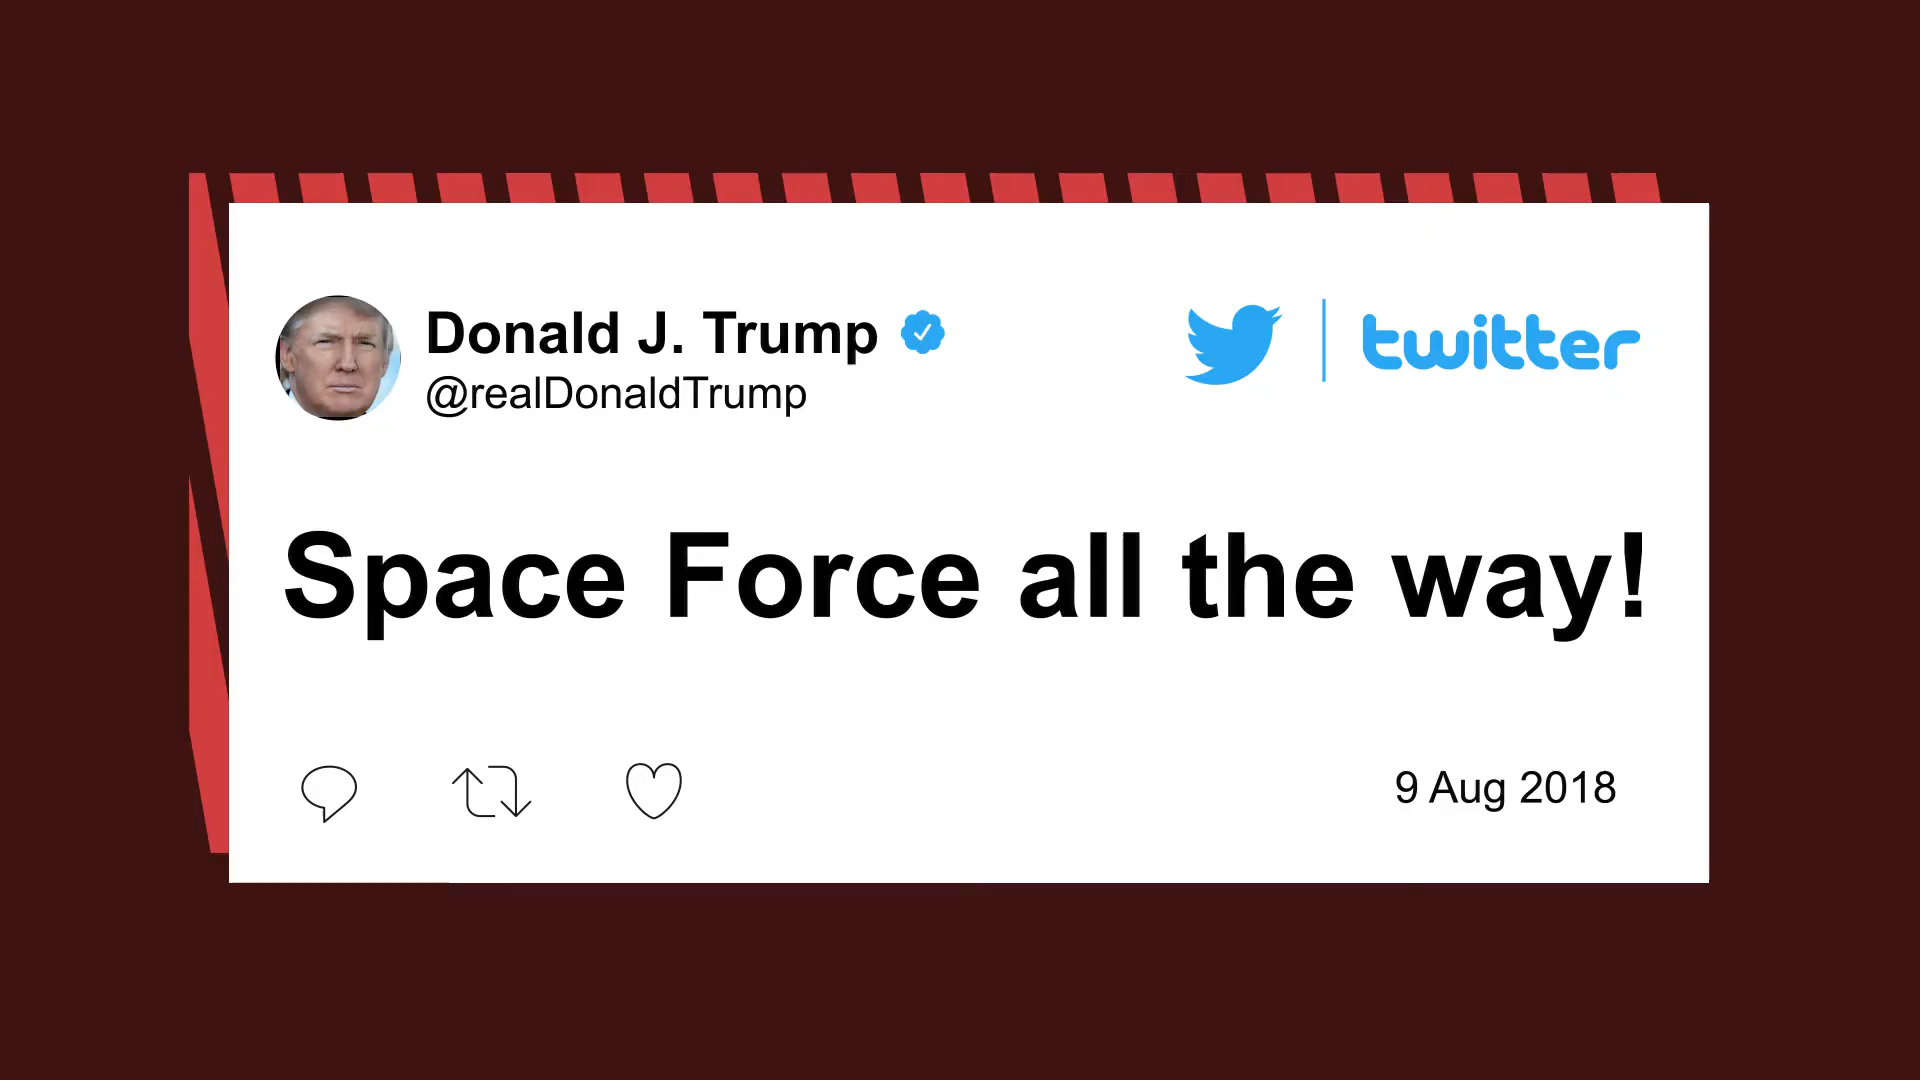 Donald J. Trump
@realDonaldTrump
twitter
Space Force all the way!
9 Aug 2018